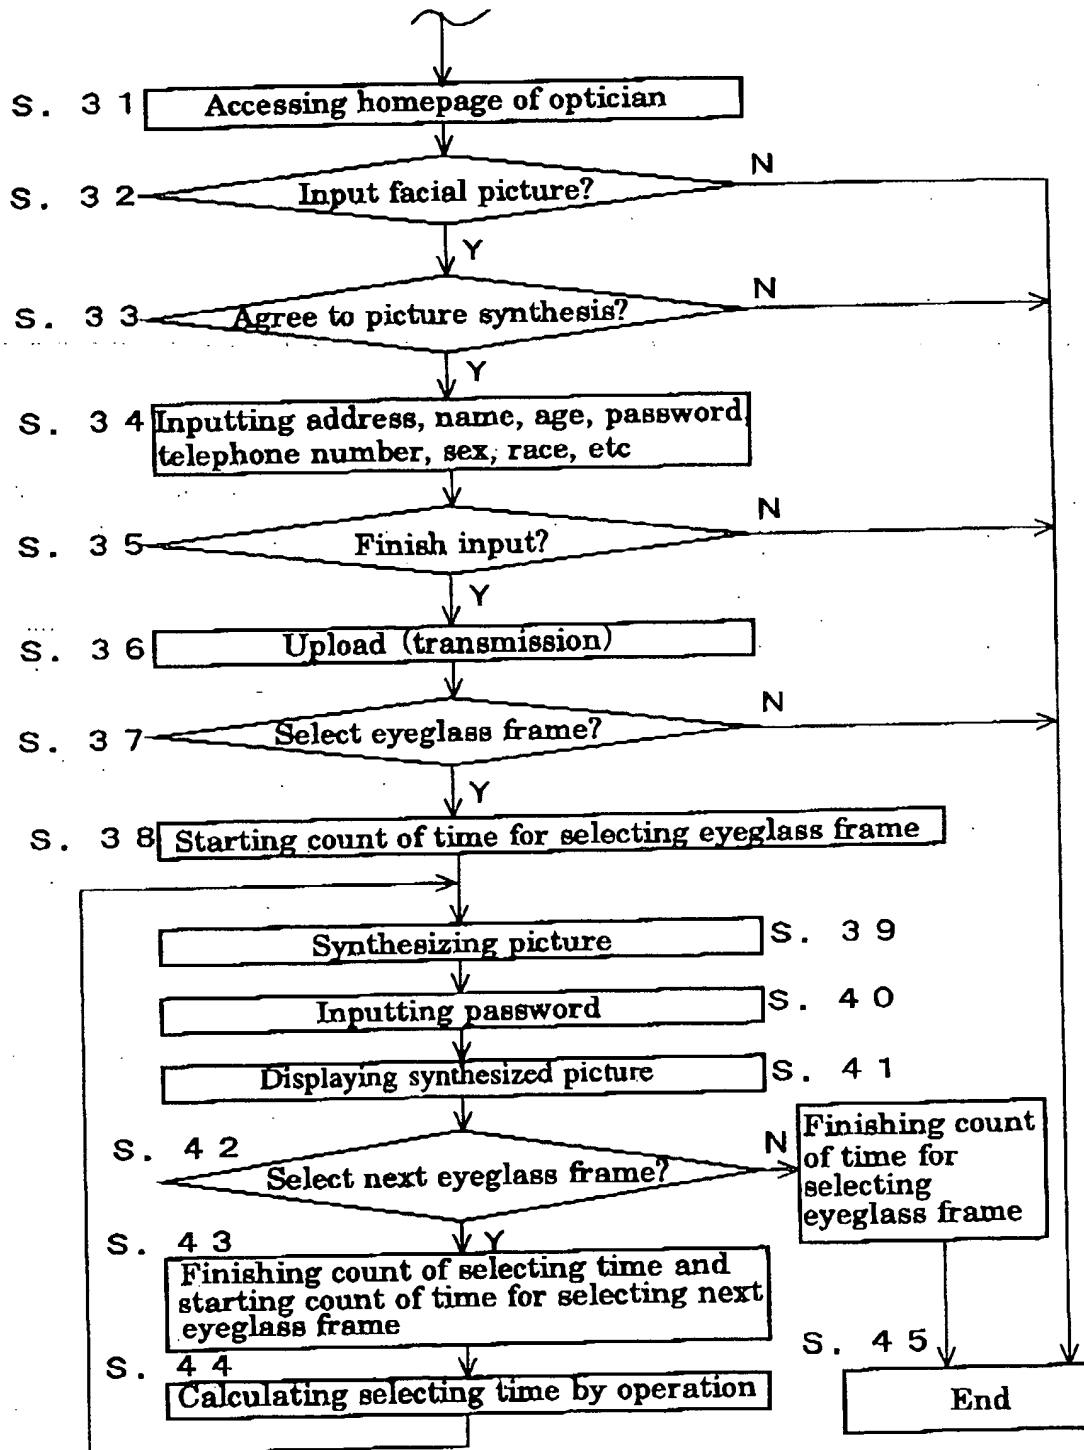 S. 31 Accessing homepage of optician
N
S. 32 Input facial picture?
Y
N
S. 33 Agree to picture synthesis?
Y
S. 34 Inputting address, name, age, password,
telephone number, sex, race, etc
N
S. 35 Finish input?
Y
S. 36 Upload (transmission)
N
S. 37 Select eyeglass frame?
Y
S. 38 Starting count of time for selecting eyeglass frame
Synthesizing picture S. 39
Inputting password S. 40
Displaying synthesized picture S. 41
S. 42
Select next eyeglass frame?
N
Finishing count
of time for
selecting
eyeglass frame
Y
S. 43
Finishing count of selecting time and
starting count of time for selecting next
eyeglass frame
S. 44
Calculating selecting time by operation
S. 45
End